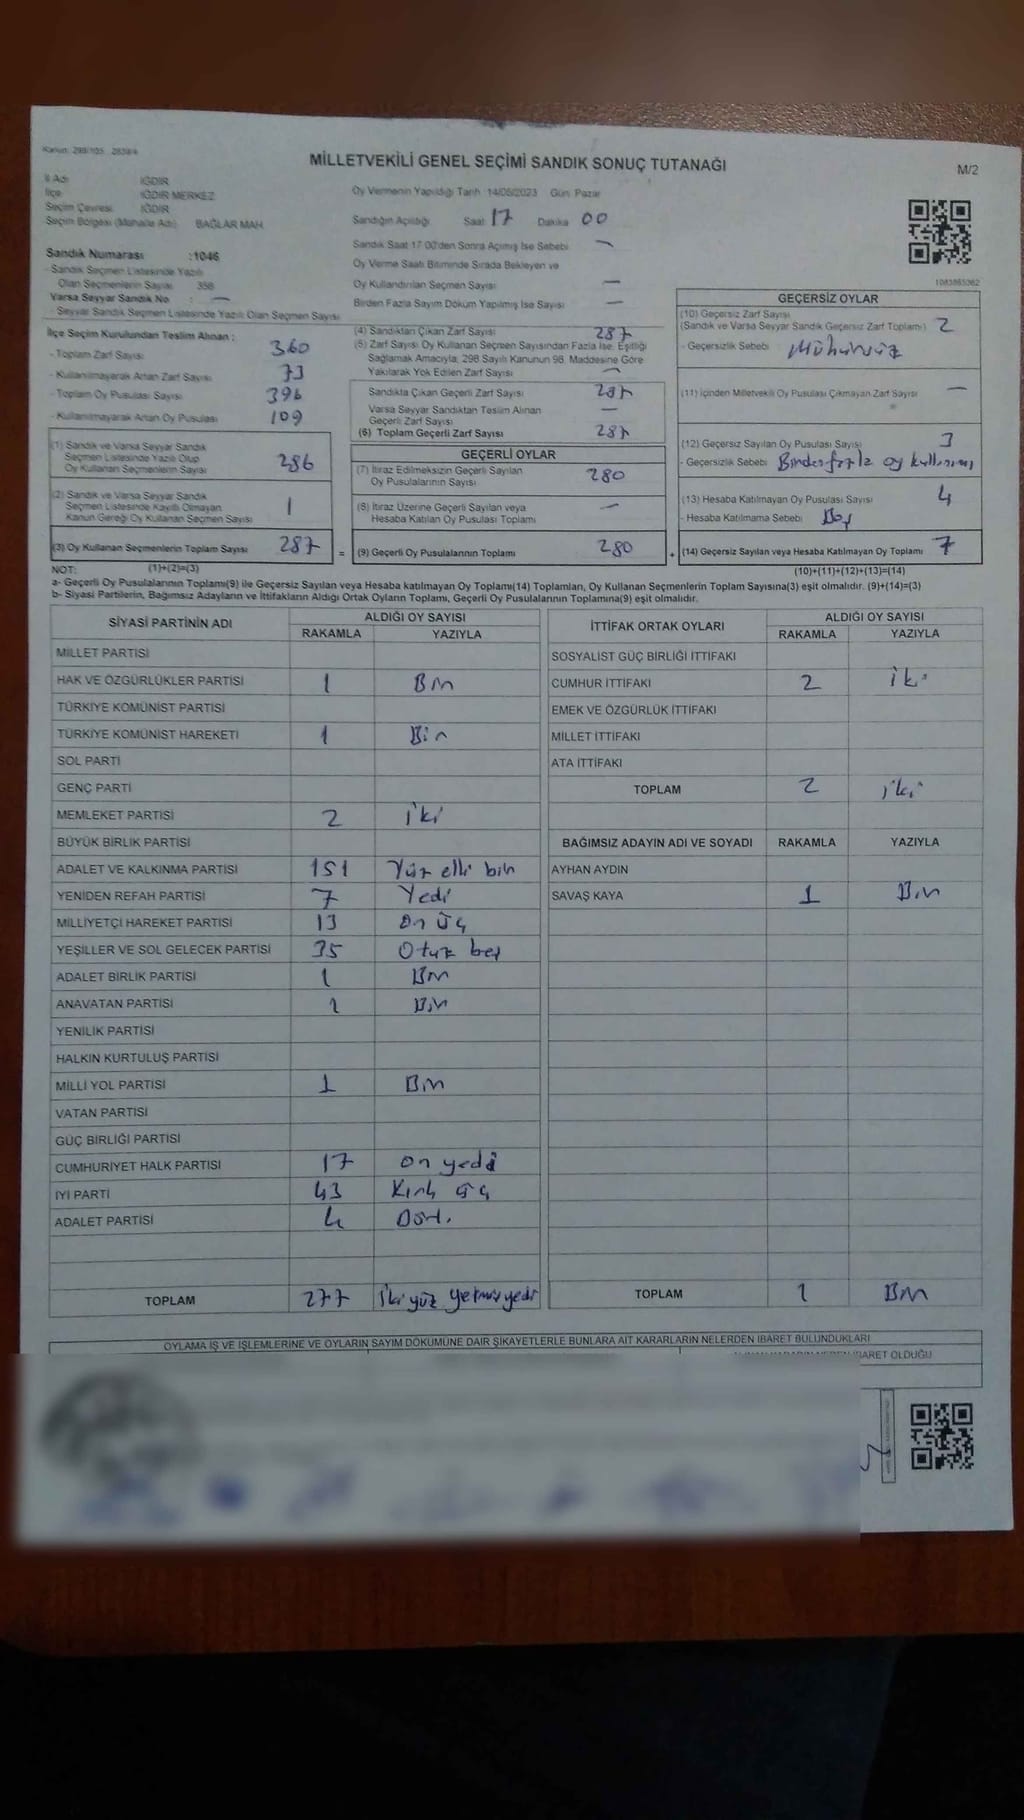 Kanun: 298/105 2839/4
MİLLETVEKİLİ GENEL SEÇİMİ SANDIK SONUÇ TUTANAĞI
M/2
İl Adı IĞDIR
İlçe IĞDIR MERKEZ
Seçim Çevresi IĞDIR
Seçim Bölgesi (Mahalle Adı) BAĞLAR MAH
Oy Vermenin Yapıldığı Tarih 14/05/2023 Gün Pazar
Sandığın Açıldığı Saat 17 Dakika 00
Sandık Saat 17 00'den Sonra Açılmış İse Sebebi —
Oy Verme Saati Bitiminde Sırada Bekleyen ve
Oy Kullandırılan Seçmen Sayısı —
Birden Fazla Sayım Döküm Yapılmış İse Sayısı —
Sandık Numarası :1046
- Sandık Seçmen Listesinde Yazılı
Olan Seçmenlerin Sayısı 358
Varsa Seyyar Sandık No : —
- Seyyar Sandık Seçmen Listesinde Yazılı Olan Seçmen Sayısı
İlçe Seçim Kurulundan Teslim Alınan :
- Toplam Zarf Sayısı 360
- Kullanılmayarak Artan Zarf Sayısı 73
- Toplam Oy Pusulası Sayısı 396
- Kullanılmayarak Artan Oy Pusulası 109
(1) Sandık ve Varsa Seyyar Sandık
Seçmen Listesinde Yazılı Olup
Oy Kullanan Seçmenlerin Sayısı 286
(2) Sandık ve Varsa Seyyar Sandık
Seçmen Listesinde Kayıtlı Olmayan
Kanun Gereği Oy Kullanan Seçmen Sayısı 1
(3) Oy Kullanan Seçmenlerin Toplam Sayısı 287 =
(4) Sandıktan Çıkan Zarf Sayısı 287
(5) Zarf Sayısı Oy Kullanan Seçmen Sayısından Fazla İse, Eşitliği
Sağlamak Amacıyla, 298 Sayılı Kanunun 98. Maddesine Göre
Yakılarak Yok Edilen Zarf Sayısı —
Sandıkta Çıkan Geçerli Zarf Sayısı 287
Varsa Seyyar Sandıktan Teslim Alınan
Geçerli Zarf Sayısı —
(6) Toplam Geçerli Zarf Sayısı 287
GEÇERLİ OYLAR
(7) İtiraz Edilmeksizin Geçerli Sayılan
Oy Pusulalarının Sayısı 280
(8) İtiraz Üzerine Geçerli Sayılan veya
Hesaba Katılan Oy Pusulası Toplamı —
(9) Geçerli Oy Pusulalarının Toplamı 280 +
1083865362
GEÇERSİZ OYLAR
(10) Geçersiz Zarf Sayısı
(Sandık ve Varsa Seyyar Sandık Geçersiz Zarf Toplamı) 2
- Geçersizlik Sebebi Mühürsüz
(11) İçinden Milletvekili Oy Pusulası Çıkmayan Zarf Sayısı —
(12) Geçersiz Sayılan Oy Pusulası Sayısı 3
- Geçersizlik Sebebi Birden fazla oy kullanımı
(13) Hesaba Katılmayan Oy Pusulası Sayısı 4
- Hesaba Katılmama Sebebi Boş
(14) Geçersiz Sayılan veya Hesaba Katılmayan Oy Toplamı 7
NOT: (1)+(2)=(3)
(10)+(11)+(12)+(13)=(14)
a- Geçerli Oy Pusulalarının Toplamı(9) ile Geçersiz Sayılan veya Hesaba katılmayan Oy Toplamı(14) Toplamları, Oy Kullanan Seçmenlerin Toplam Sayısına(3) eşit olmalıdır. (9)+(14)=(3)
b- Siyasi Partilerin, Bağımsız Adayların ve İttifakların Aldığı Ortak Oyların Toplamı, Geçerli Oy Pusulalarının Toplamına(9) eşit olmalıdır.
SİYASİ PARTİNİN ADI ALDIĞI OY SAYISI
RAKAMLA YAZIYLA
MİLLET PARTİSİ
HAK VE ÖZGÜRLÜKLER PARTİSİ 1 Bir
TÜRKİYE KOMÜNİST PARTİSİ
TÜRKİYE KOMÜNİST HAREKETİ 1 Bir
SOL PARTİ
GENÇ PARTİ
MEMLEKET PARTİSİ 2 iki
BÜYÜK BİRLİK PARTİSİ
ADALET VE KALKINMA PARTİSİ 151 Yüz elli bir
YENİDEN REFAH PARTİSİ 7 Yedi
MİLLİYETÇİ HAREKET PARTİSİ 13 On üç
YEŞİLLER VE SOL GELECEK PARTİSİ 35 Otuz beş
ADALET BİRLİK PARTİSİ 1 Bir
ANAVATAN PARTİSİ 1 Bir
YENİLİK PARTİSİ
HALKIN KURTULUŞ PARTİSİ
MİLLİ YOL PARTİSİ 1 Bir
VATAN PARTİSİ
GÜÇ BİRLİĞİ PARTİSİ
CUMHURİYET HALK PARTİSİ 17 On yedi
İYİ PARTİ 43 Kırk üç
ADALET PARTİSİ 4 Dört.
TOPLAM 277 İki yüz yetmiş yedi
İTTİFAK ORTAK OYLARI ALDIĞI OY SAYISI
RAKAMLA YAZIYLA
SOSYALİST GÜÇ BİRLİĞİ İTTİFAKI
CUMHUR İTTİFAKI 2 iki
EMEK VE ÖZGÜRLÜK İTTİFAKI
MİLLET İTTİFAKI
ATA İTTİFAKI
TOPLAM 2 iki
BAĞIMSIZ ADAYIN ADI VE SOYADI RAKAMLA YAZIYLA
AYHAN AYDIN
SAVAŞ KAYA 1 Bir
TOPLAM 1 Bir
OYLAMA İŞ VE İŞLEMLERİNE VE OYLARIN SAYIM DÖKÜMÜNE DAİR ŞİKAYETLERLE BUNLARA AİT KARARLARIN NELERDEN İBARET BULUNDUKLARI
İBARET OLDUĞU